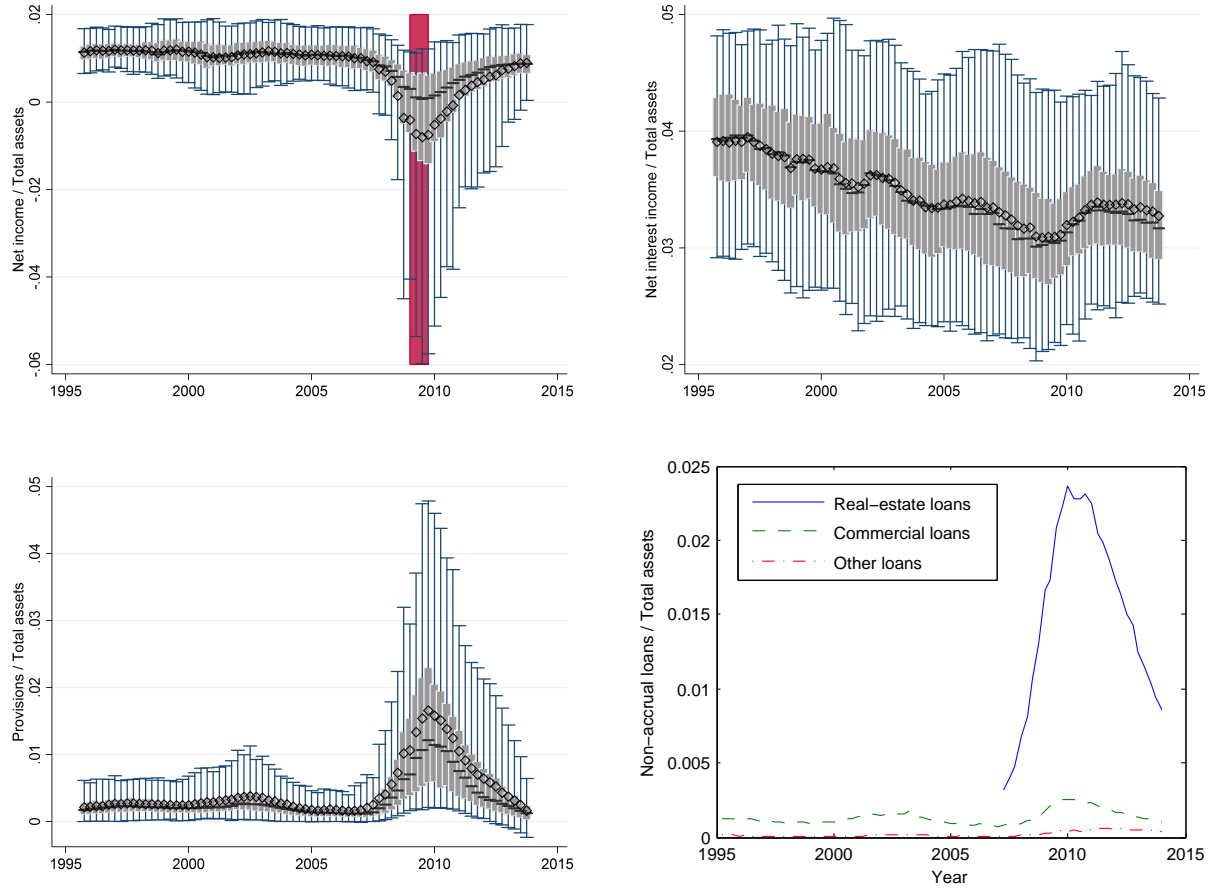 .02
0
-.02
-.04
-.06
Net income / Total assets
1995 2000 2005 2010 2015
.05
.04
.03
.02
Net interest income / Total assets
1995 2000 2005 2010 2015
.05
.04
.03
.02
.01
0
Provisions / Total assets
1995 2000 2005 2010 2015
0.025
0.02
0.015
0.01
0.005
0
Non−accrual loans / Total assets
Real−estate loans
Commercial loans
Other loans
1995 2000 2005 2010 2015
Year